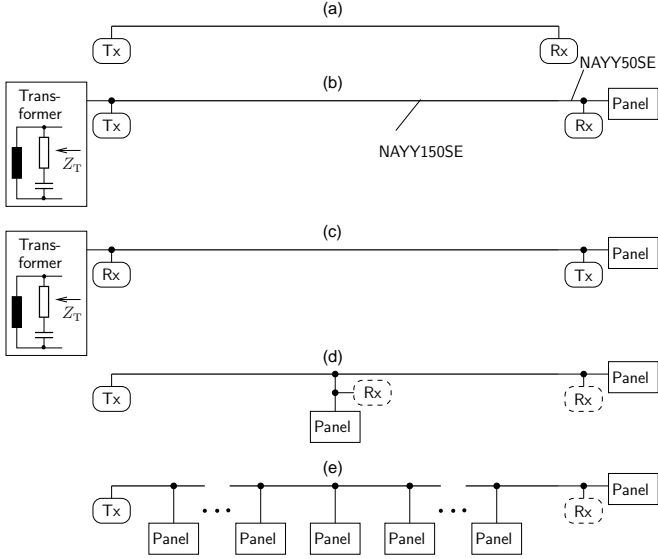 (a)
Tx
Rx
NAYY50SE
(b)
Trans-
former
Z_T
Tx
Rx
Panel
NAYY150SE
(c)
Trans-
former
Z_T
Rx
Tx
Panel
(d)
Tx
Rx
Panel
Rx
Panel
(e)
Tx
Panel
Panel
Panel
Panel
Panel
Rx
Panel